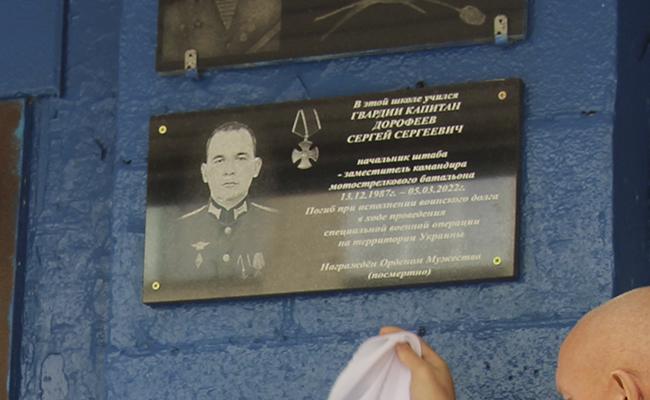 В этой школе учился
ГВАРДИИ КАПИТАН
ДОРОФЕЕВ
СЕРГЕЙ СЕРГЕЕВИЧ
начальник штаба
- заместитель командира
мотострелкового батальона
13.12.1987г. – 05.03.2022г.
Погиб при исполнении воинского долга
в ходе проведения
специальной военной операции
на территории Украины
Награждён Орденом Мужества
(посмертно)